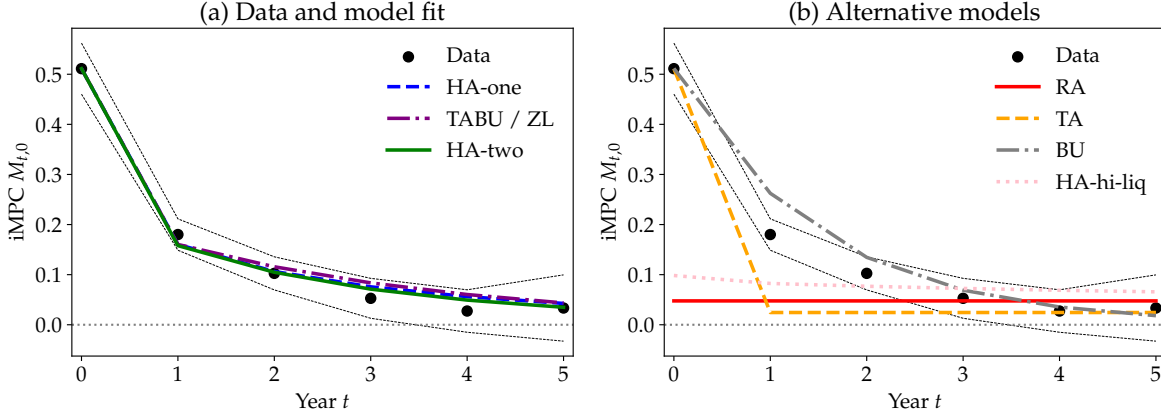 (a) Data and model fit
iMPC M_{t,0}
0.5
0.4
0.3
0.2
0.1
0.0
Data
HA-one
TABU / ZL
HA-two
0 1 2 3 4 5
Year t
(b) Alternative models
iMPC M_{t,0}
0.5
0.4
0.3
0.2
0.1
0.0
Data
RA
TA
BU
HA-hi-liq
0 1 2 3 4 5
Year t